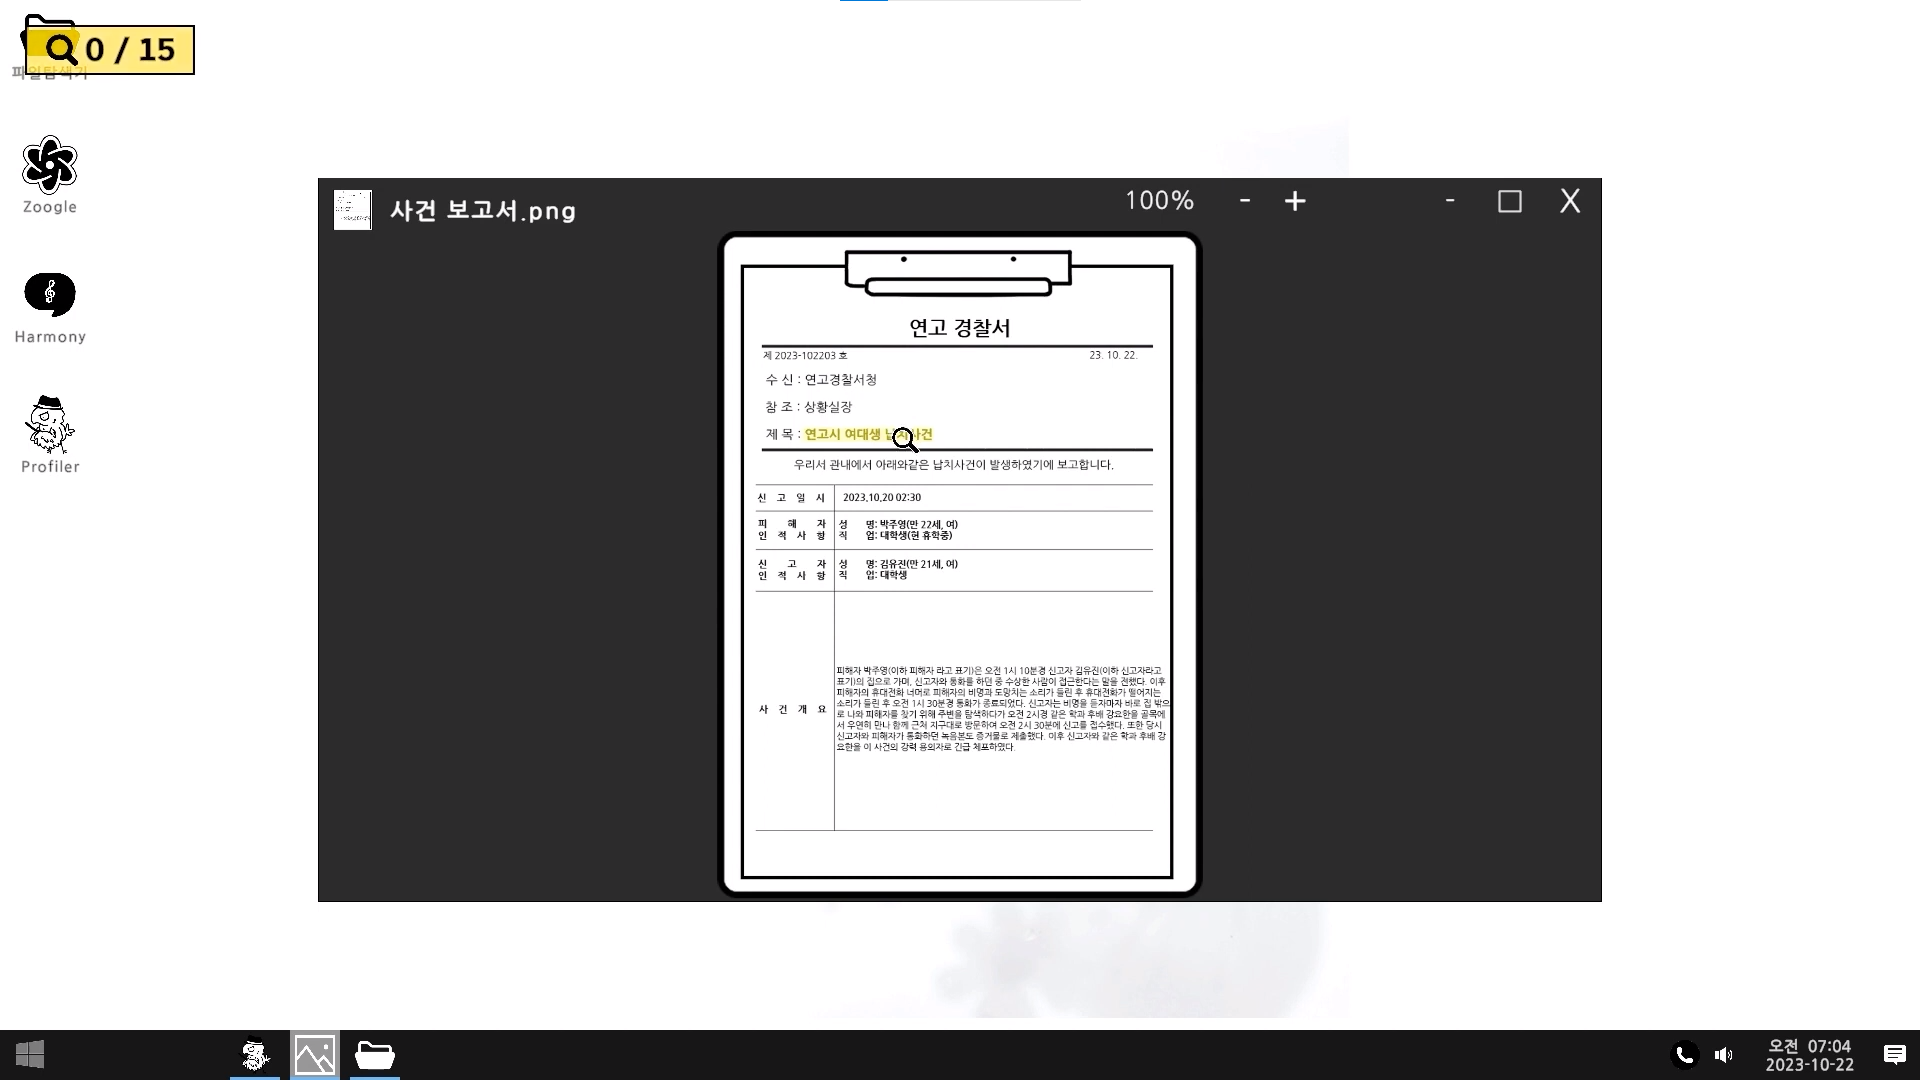 0 / 15
파일탐색기
Zoogle
Harmony
Profiler
사건 보고서.png
100% - + - X
연고 경찰서
제 2023-102203 호 23. 10. 22.
수 신 : 연고경찰서청
참 조 : 상황실장
제 목 : 연고시 여대생 납치사건
우리서 관내에서 아래와같은 납치사건이 발생하였기에 보고합니다.
신 고 일 시 2023.10.20 02:30
피 해 자 성 명: 박주영(만 22세, 여)
인 적 사 항 직 업: 대학생(현 휴학중)
신 고 자 성 명: 김유진(만 21세, 여)
인 적 사 항 직 업: 대학생
사 건 개 요
피해자 박주영(이하 피해자 라고 표기)은 오전 1시 10분경 신고자 김유진(이하 신고자라고
표기)의 집으로 가며, 신고자와 통화를 하던 중 수상한 사람이 접근한다는 말을 전했다. 이후
피해자의 휴대전화 너머로 피해자의 비명과 도망치는 소리가 들린 후 휴대전화가 떨어지는
소리가 들린 후 오전 1시 30분경 통화가 종료되었다. 신고자는 비명을 듣자마자 바로 집 밖으
로 나와 피해자를 찾기 위해 주변을 탐색하다가 오전 2시경 같은 학과 후배 강요한을 골목에
서 우연히 만나 함께 근처 지구대로 방문하여 오전 2시 30분에 신고를 접수했다. 또한 당시
신고자와 피해자가 통화하던 녹음본도 증거물로 제출했다. 이후 신고자와 같은 학과 후배 강
요한을 이 사건의 강력 용의자로 긴급 체포하였다.
오전 07:04
2023-10-22